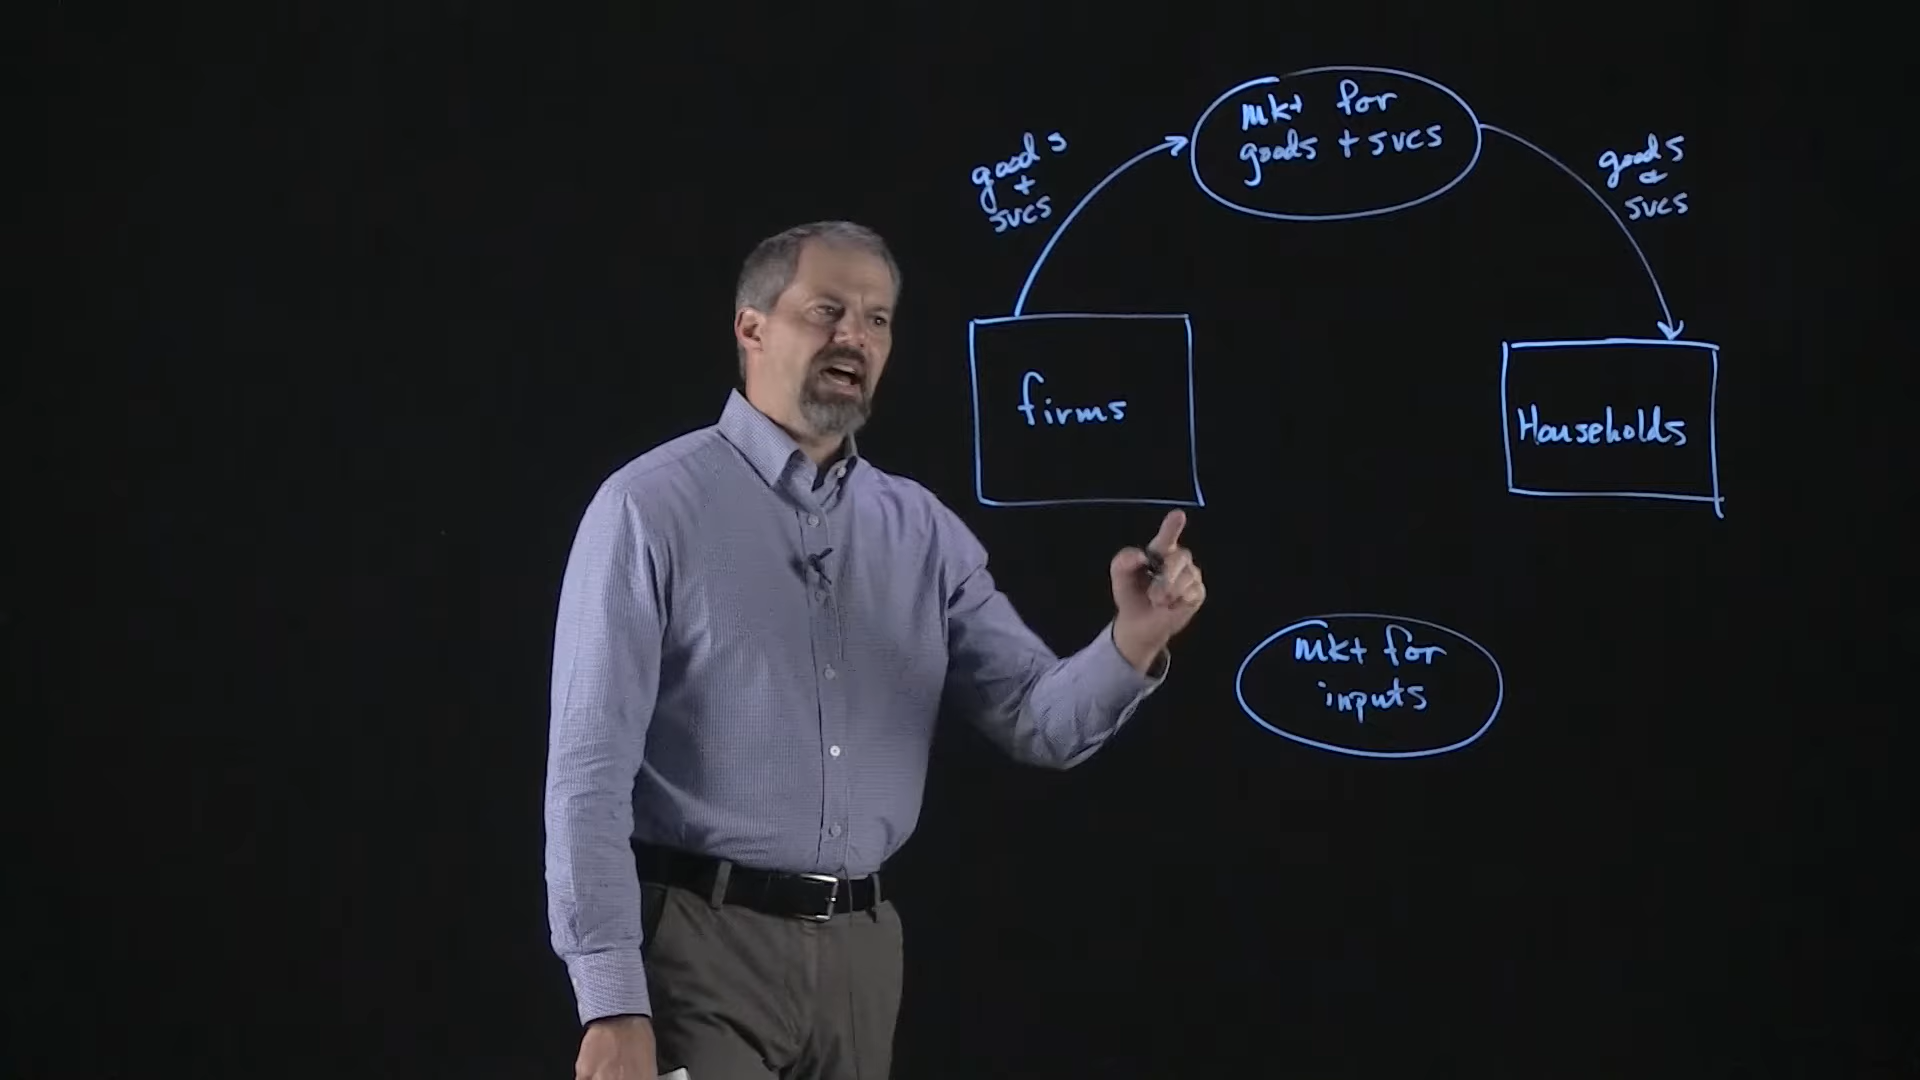 mkt for
goods + svcs
goods
+
svcs
goods
&
svcs
firms
Households
mkt for
inputs